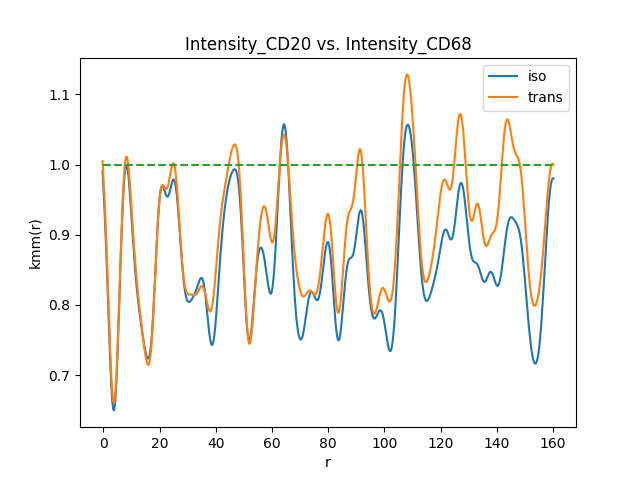 Intensity_CD20 vs. Intensity_CD68
iso
trans
1.1
1.0
0.9
0.8
0.7
kmm(r)
0 20 40 60 80 100 120 140 160
r